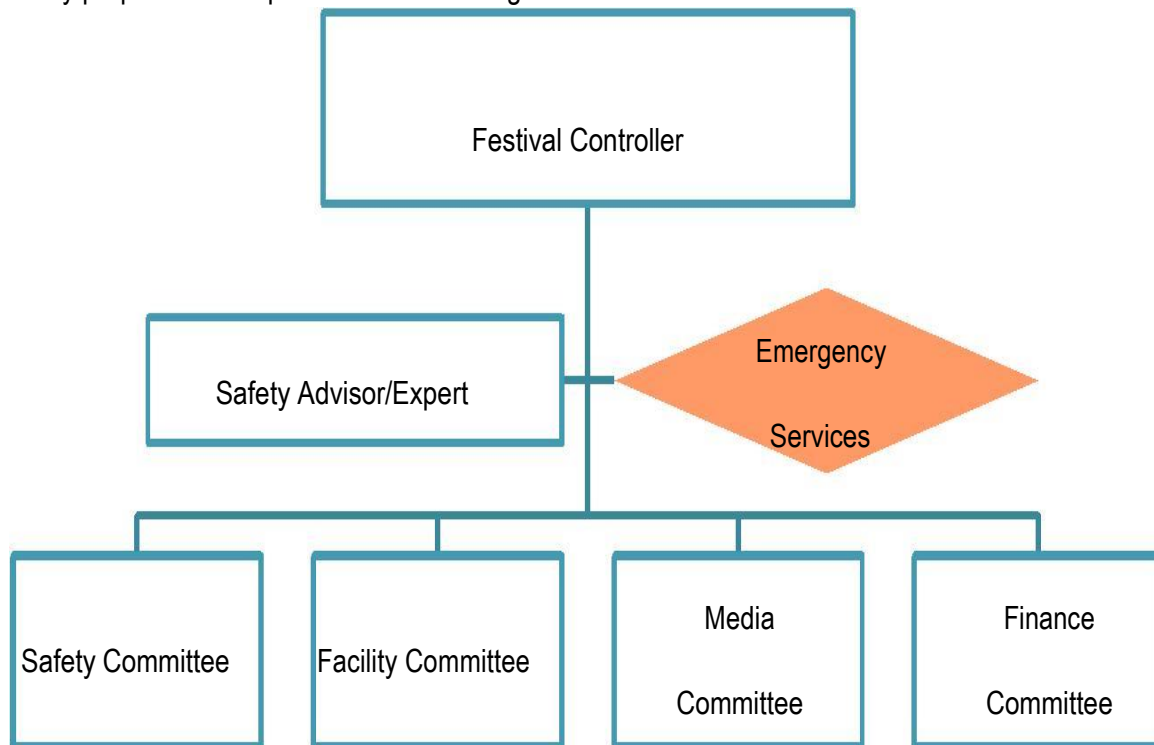 Festival Controller
Emergency
Services
Safety Advisor/Expert
Safety Committee
Facility Committee
Media
Committee
Finance
Committee